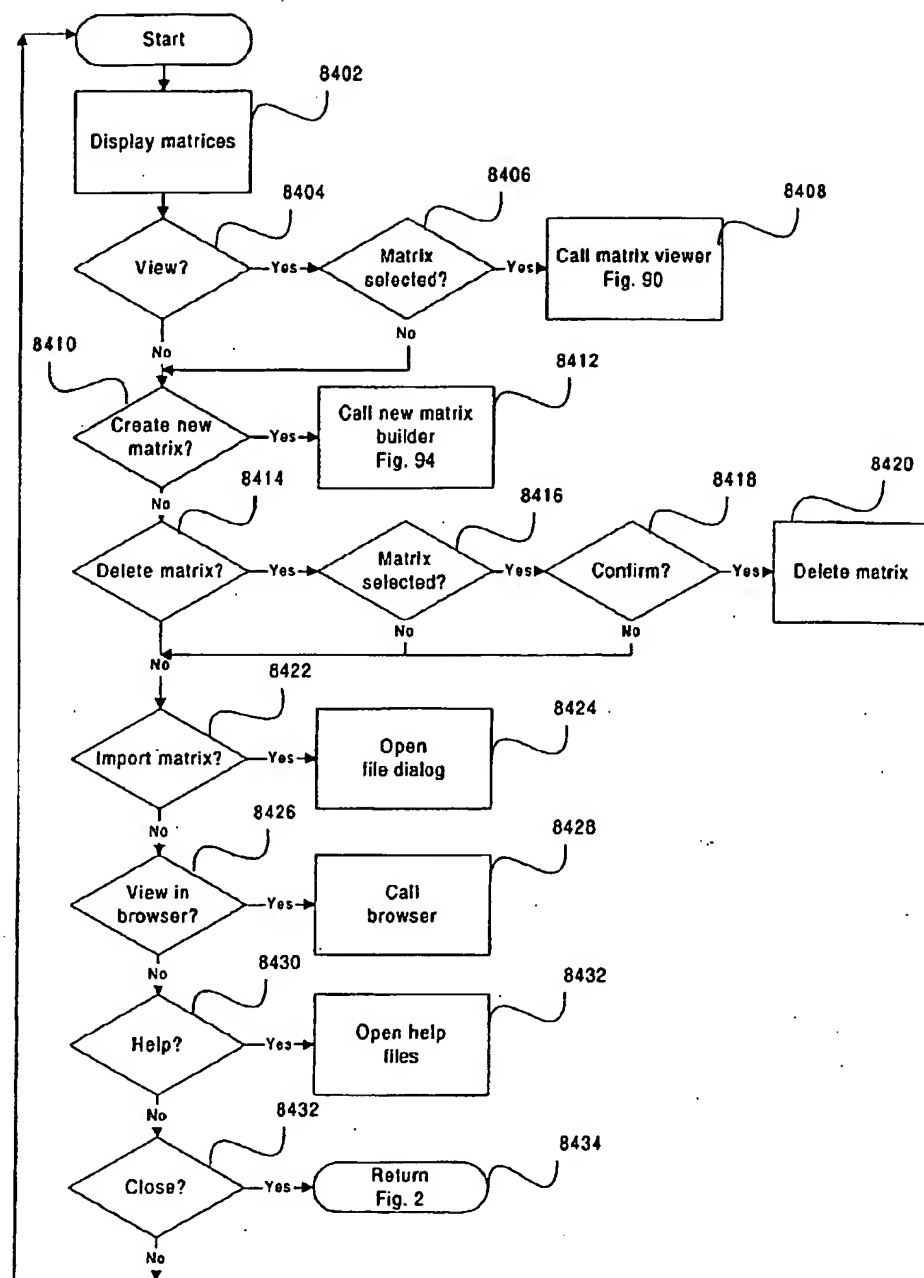 Start
8402
Display matrices
8404
8406
8408
View?
Yes
Matrix
selected?
Yes
Call matrix viewer
Fig. 90
No
No
8410
8412
Create new
matrix?
Yes
Call new matrix
builder
Fig. 94
No
8414
8416
8418
8420
Delete matrix?
Yes
Matrix
selected?
Yes
Confirm?
Yes
Delete matrix
No
No
No
8422
8424
Import matrix?
Yes
Open
file dialog
No
8426
8428
View in
browser?
Yes
Call
browser
No
8430
8432
Help?
Yes
Open help
files
No
8432
8434
Close?
Yes
Return
Fig. 2
No